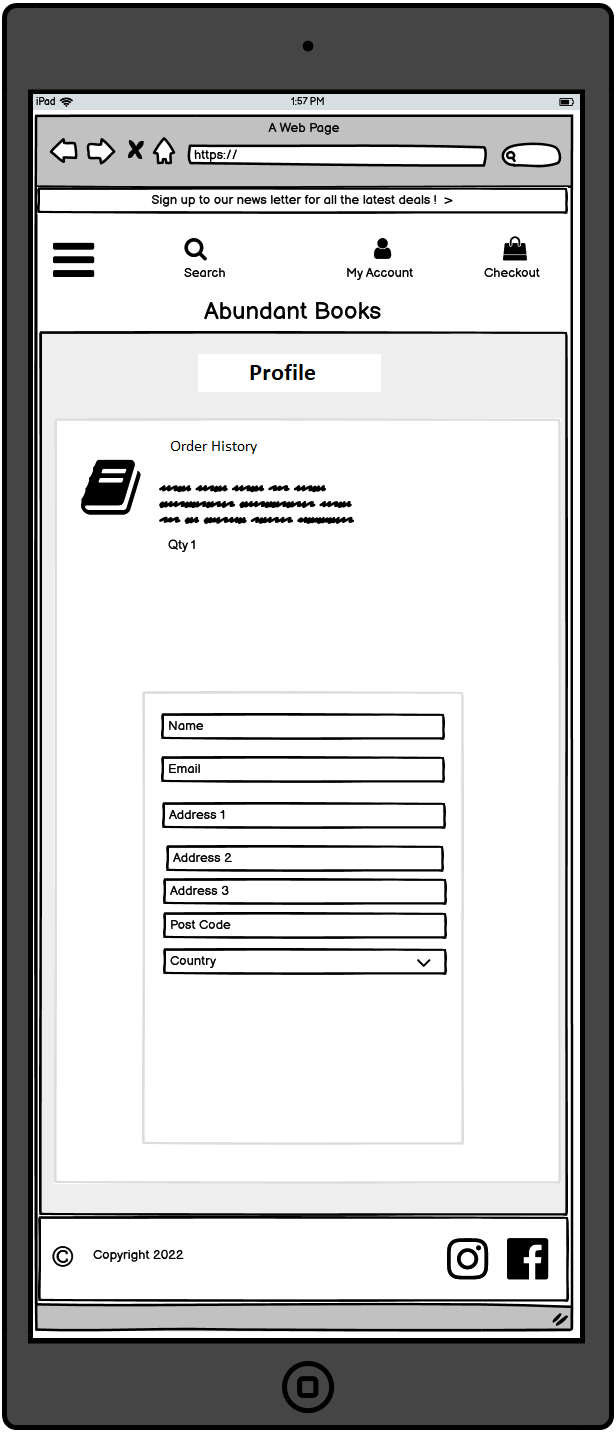 iPad 1:57 PM
A Web Page
https://
Sign up to our news letter for all the latest deals ! >
Search My Account Checkout
Abundant Books
Profile
Order History
Qty 1
Name
Email
Address 1
Address 2
Address 3
Post Code
Country
© Copyright 2022